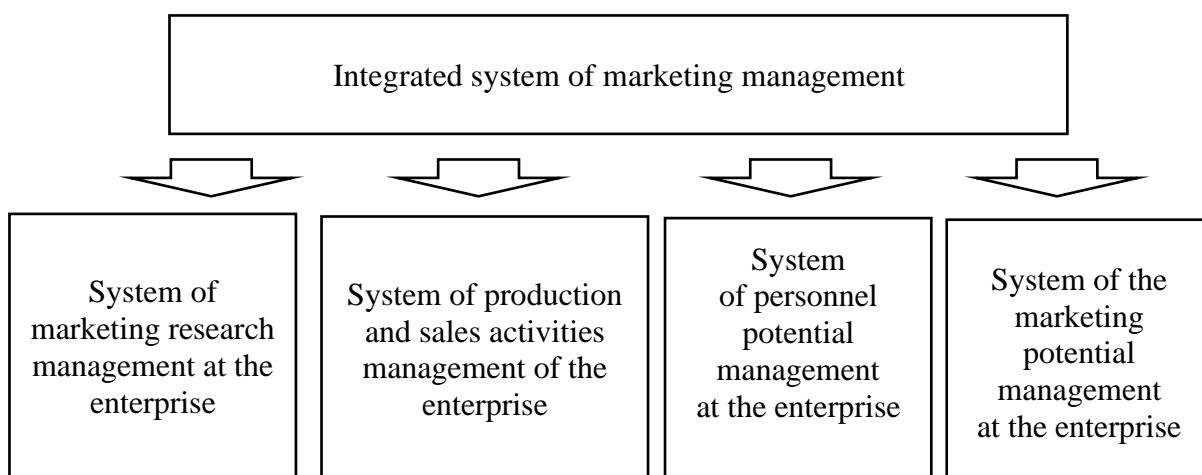 Integrated system of marketing management
System of
marketing research
management at the
enterprise
System of production
and sales activities
management of the
enterprise
System
of personnel
potential
management
at the enterprise
System of the
marketing
potential
management
at the enterprise